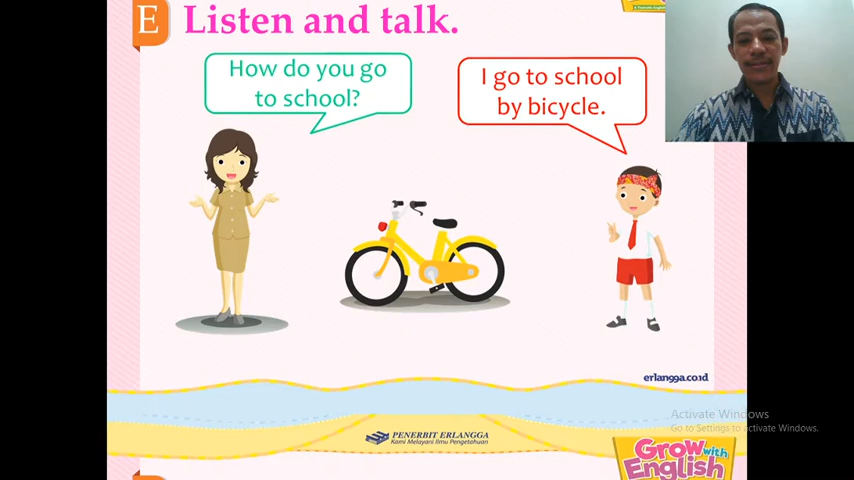 E Listen and talk.
How do you go
to school?
I go to school
by bicycle.
erlangga.co.id
Activate Windows
Go to Settings to activate Windows.
PENERBIT ERLANGGA
Kami Melayani Ilmu Pengetahuan
Grow with
English